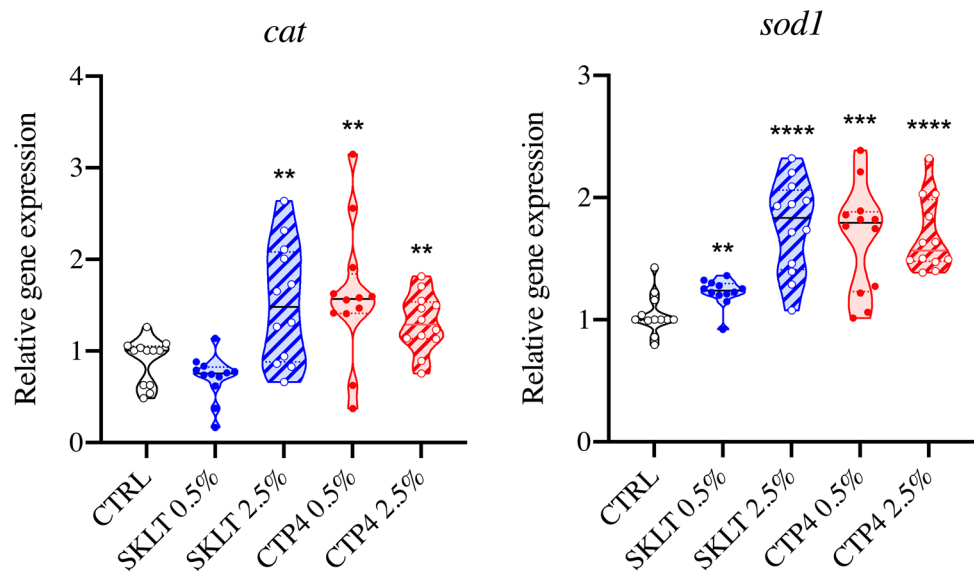 cat
Relative gene expression
4
3
2
1
0
**
**
**
CTRL
SKLT 0.5%
SKLT 2.5%
CTP4 0.5%
CTP4 2.5%
sod1
Relative gene expression
3
2
1
0
**
****
***
****
CTRL
SKLT 0.5%
SKLT 2.5%
CTP4 0.5%
CTP4 2.5%